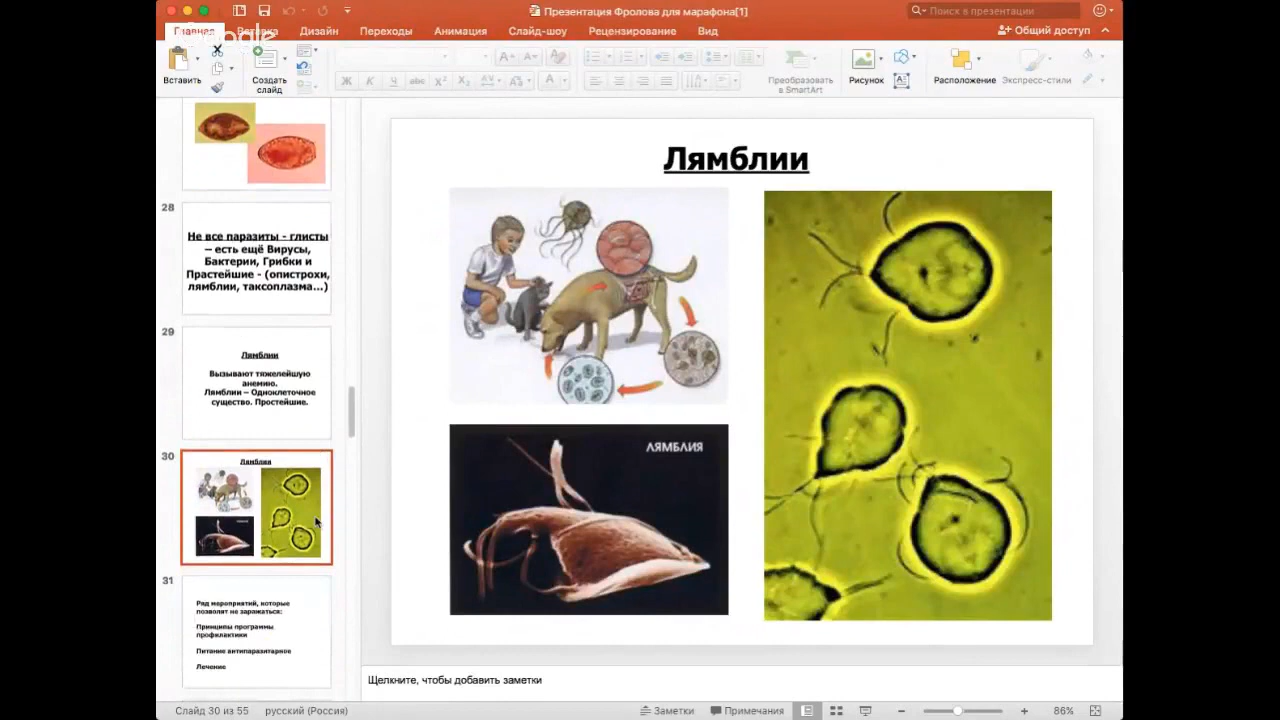 Презентация Фролова для марафона[1]
Поиск в презентации
Главная
Вставка
Дизайн
Переходы
Анимация
Слайд-шоу
Рецензирование
Вид
Общий доступ
Google
Вставить
Создать
слайд
Преобразовать
в SmartArt
Рисунок
Расположение
Экспресс-стили
28
Не все паразиты - глисты
– есть ещё Вирусы,
Бактерии, Грибки и
Прастейшие - (опистрохи,
лямблии, таксоплазма...)
29
Лямблии
Вызывают тяжелейшую
анемию.
Лямблии – Одноклеточное
существо. Простейшие.
30
Лямблии
31
Ряд мероприятий, которые
позволят не заражаться:
Принципы программы
профилактики
Питание антипаразитарное
Лечение
Лямблии
ЛЯМБЛИЯ
Щелкните, чтобы добавить заметки
Слайд 30 из 55
русский (Россия)
Заметки
Примечания
86%